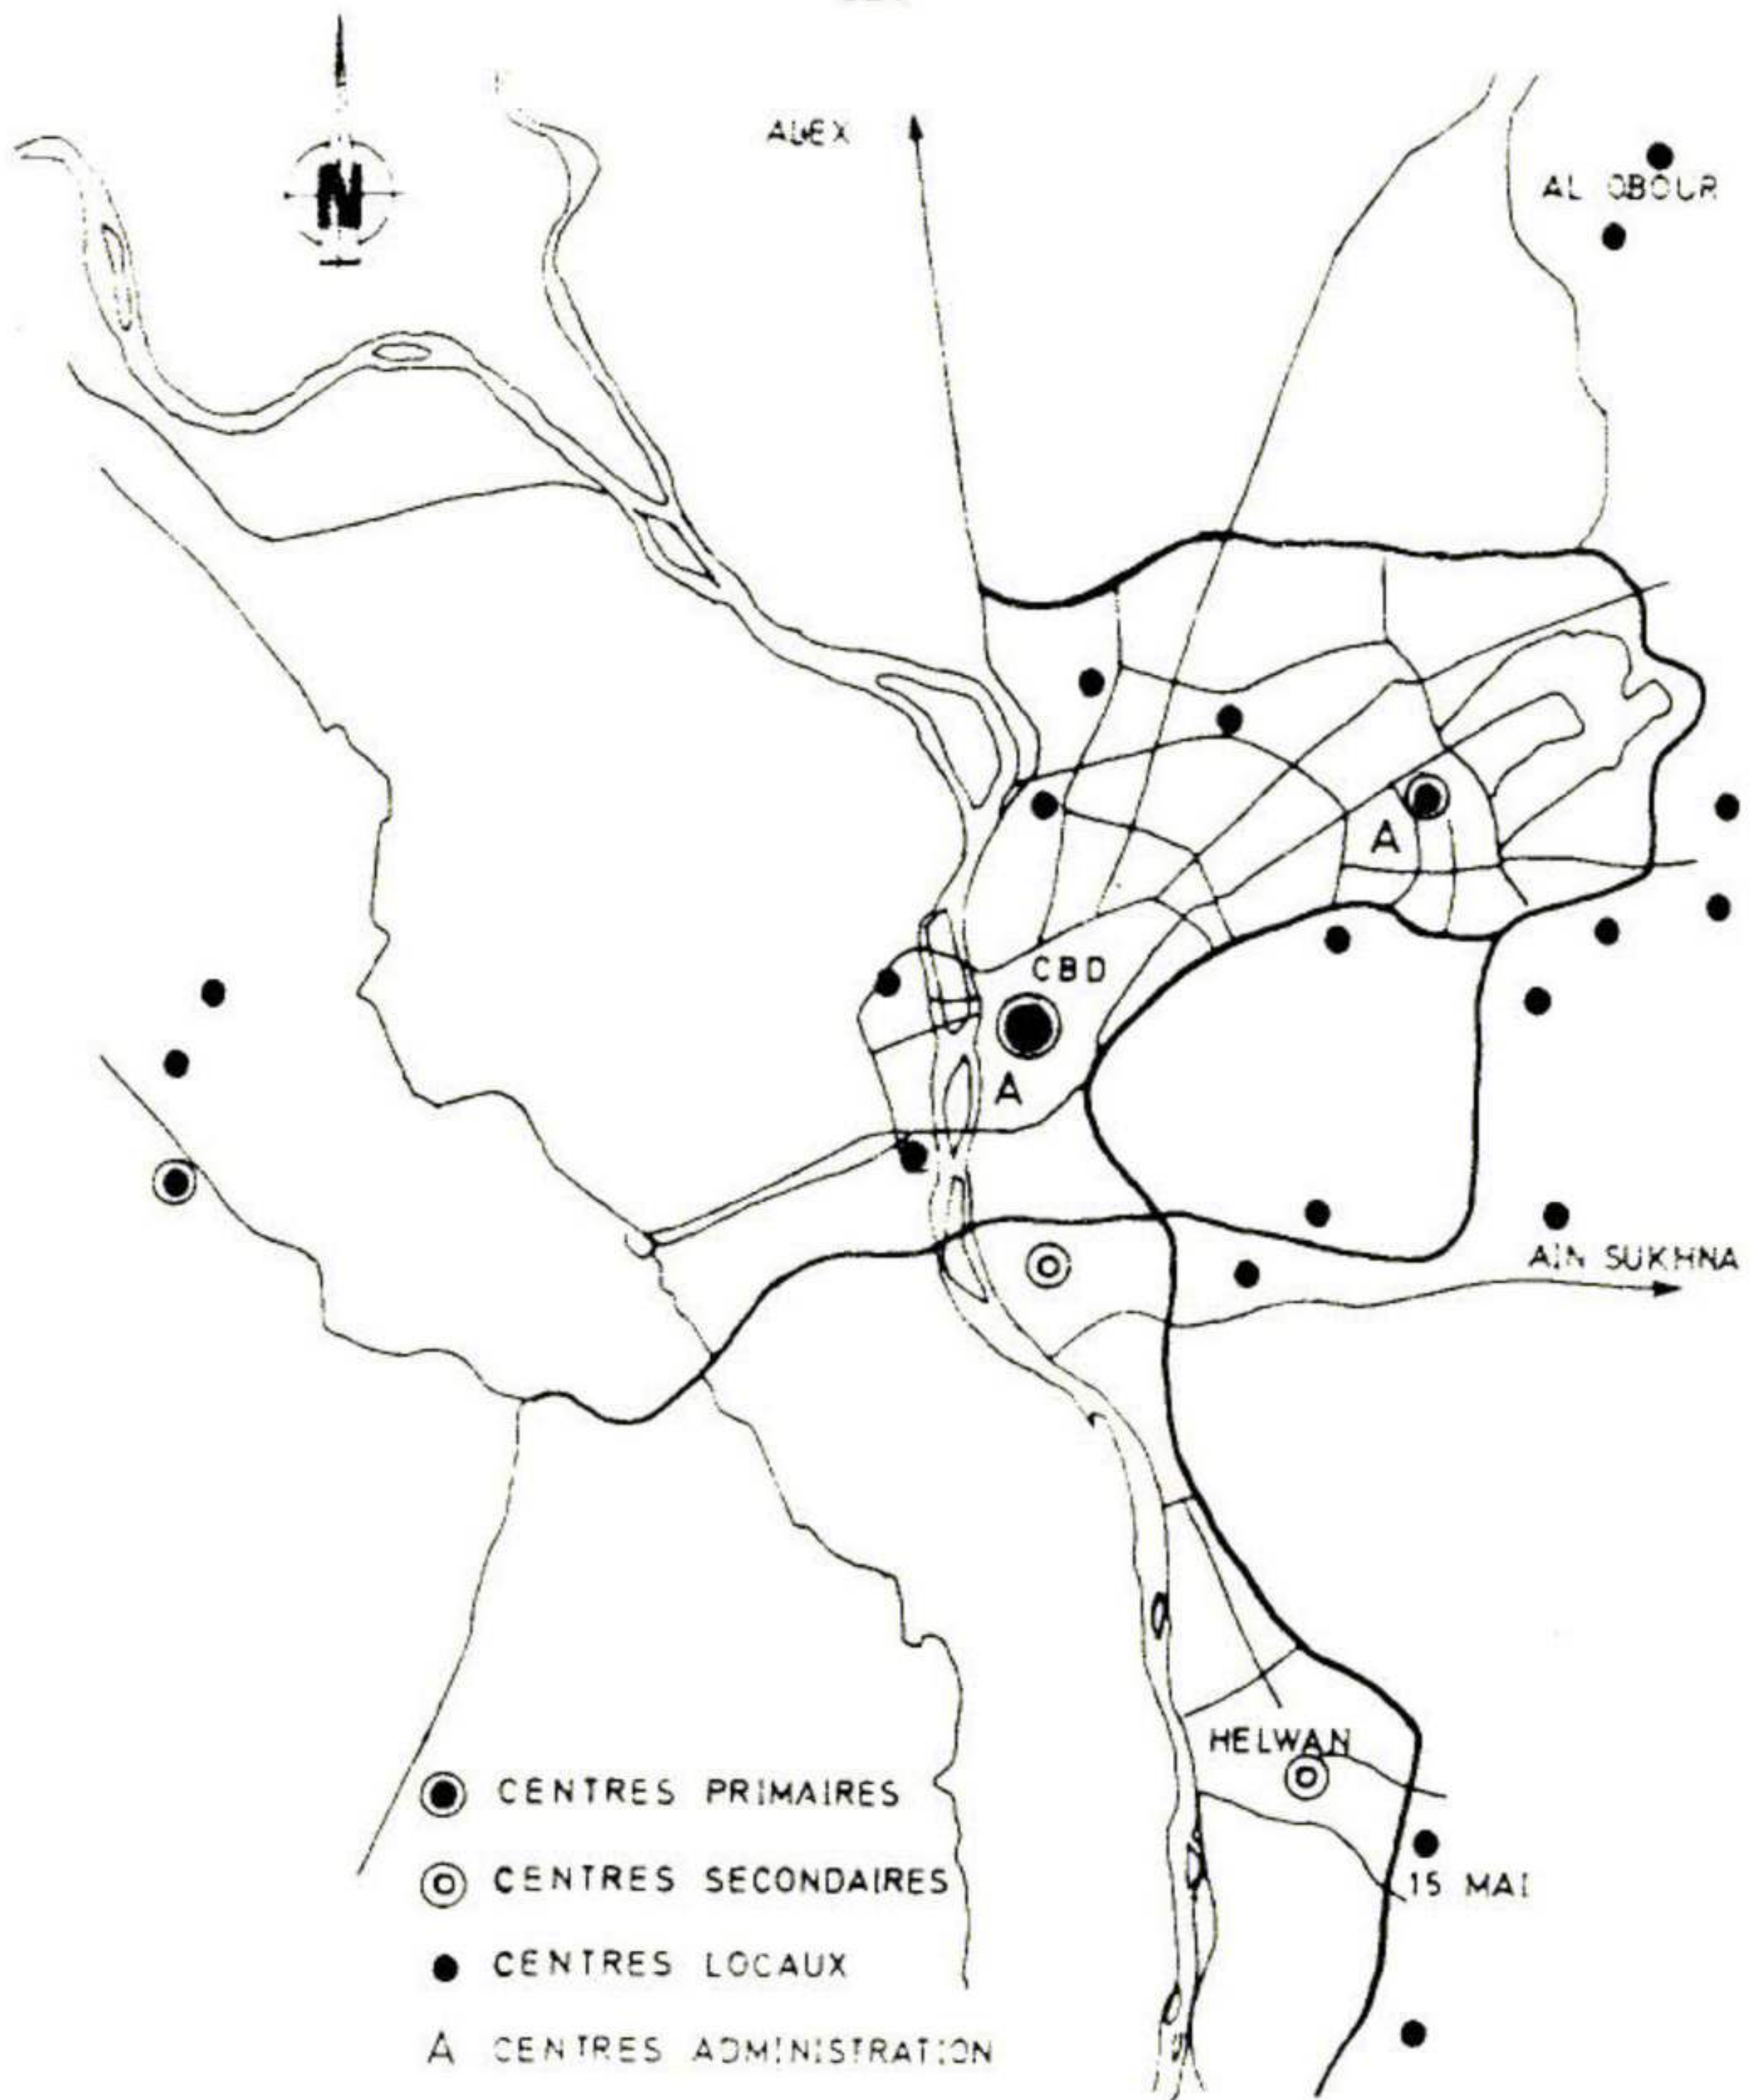 N
ALEX
AL OBOUR
A
CBD
A
AIN SUKHNA
HELWAN
15 MAI
CENTRES PRIMAIRES
CENTRES SECONDAIRES
CENTRES LOCAUX
A CENTRES ADMINISTRATION